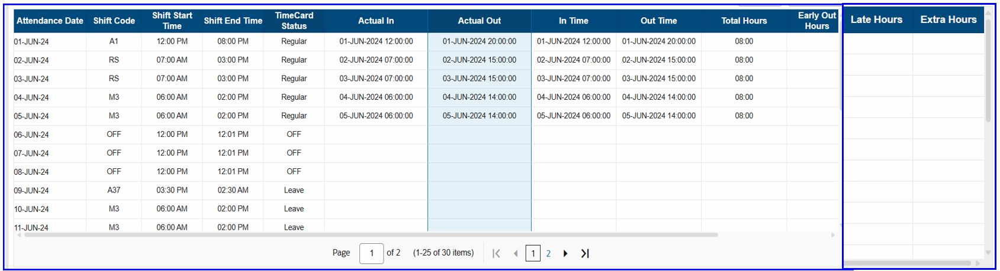 Attendance Date Shift Code Shift Start Time Shift End Time TimeCard Status Actual In Actual Out In Time Out Time Total Hours Early Out Hours Late Hours Extra Hours
01-JUN-24 A1 12:00 PM 08:00 PM Regular 01-JUN-2024 12:00:00 01-JUN-2024 20:00:00 01-JUN-2024 12:00:00 01-JUN-2024 20:00:00 08:00
02-JUN-24 RS 07:00 AM 03:00 PM Regular 02-JUN-2024 07:00:00 02-JUN-2024 15:00:00 02-JUN-2024 07:00:00 02-JUN-2024 15:00:00 08:00
03-JUN-24 RS 07:00 AM 03:00 PM Regular 03-JUN-2024 07:00:00 03-JUN-2024 15:00:00 03-JUN-2024 07:00:00 03-JUN-2024 15:00:00 08:00
04-JUN-24 M3 06:00 AM 02:00 PM Regular 04-JUN-2024 06:00:00 04-JUN-2024 14:00:00 04-JUN-2024 06:00:00 04-JUN-2024 14:00:00 08:00
05-JUN-24 M3 06:00 AM 02:00 PM Regular 05-JUN-2024 06:00:00 05-JUN-2024 14:00:00 05-JUN-2024 06:00:00 05-JUN-2024 14:00:00 08:00
06-JUN-24 OFF 12:00 PM 12:01 PM OFF
07-JUN-24 OFF 12:00 PM 12:01 PM OFF
08-JUN-24 OFF 12:00 PM 12:01 PM OFF
09-JUN-24 A37 03:30 PM 02:30 AM Leave
10-JUN-24 M3 06:00 AM 02:00 PM Leave
11-JUN-24 M3 06:00 AM 02:00 PM Leave
Page 1 of 2 (1-25 of 30 items) 1 2